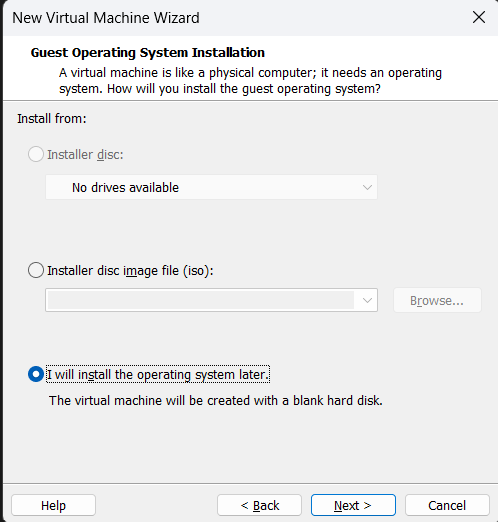 New Virtual Machine Wizard
Guest Operating System Installation
A virtual machine is like a physical computer; it needs an operating
system. How will you install the guest operating system?
Install from:
Installer disc:
No drives available
Installer disc image file (iso):
Browse...
I will install the operating system later.
The virtual machine will be created with a blank hard disk.
Help
< Back
Next >
Cancel